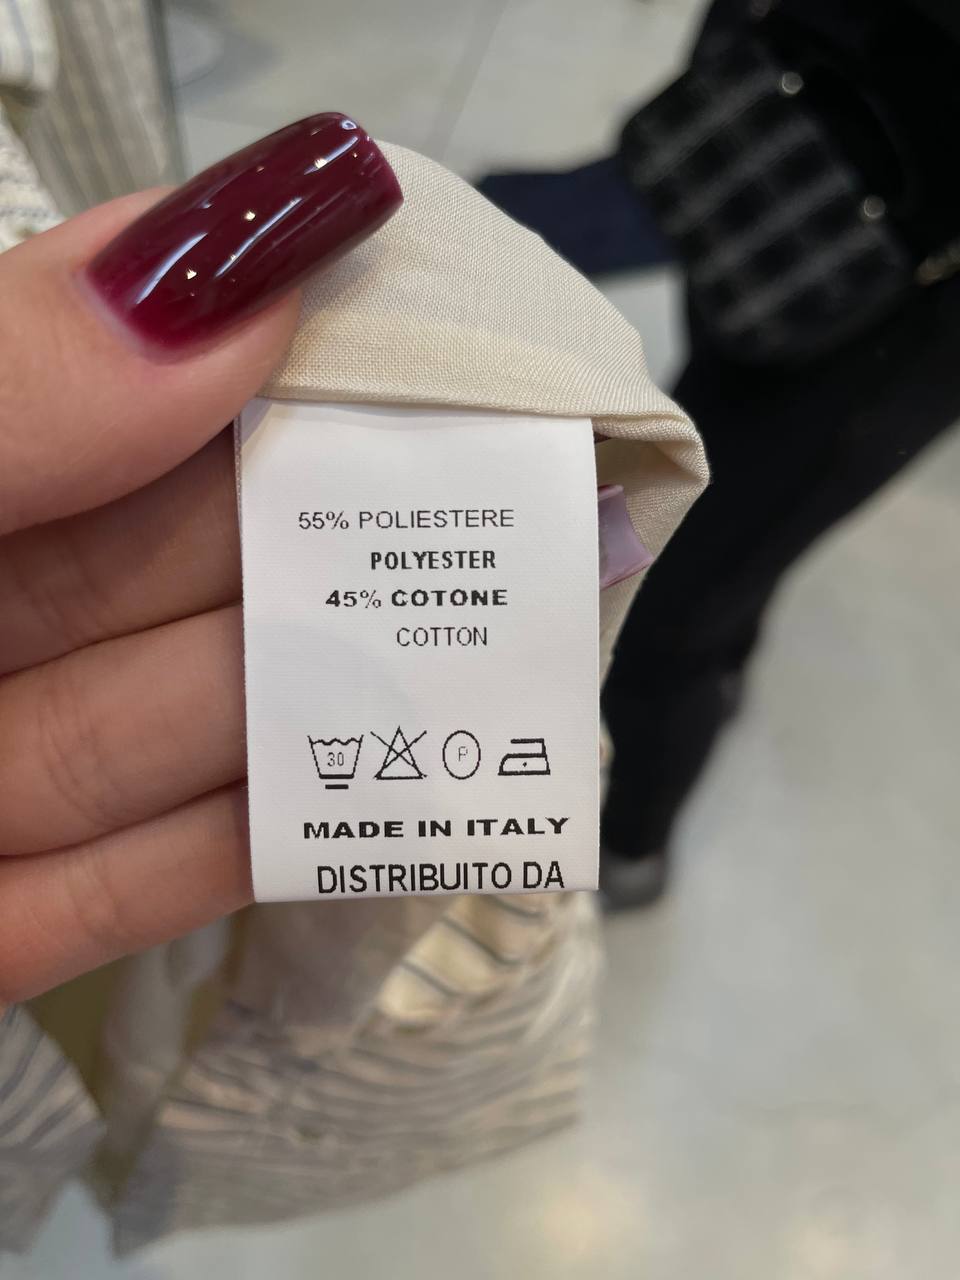 55% POLIESTERE
POLYESTER
45% COTONE
COTTON
30 P
MADE IN ITALY
DISTRIBUITO DA